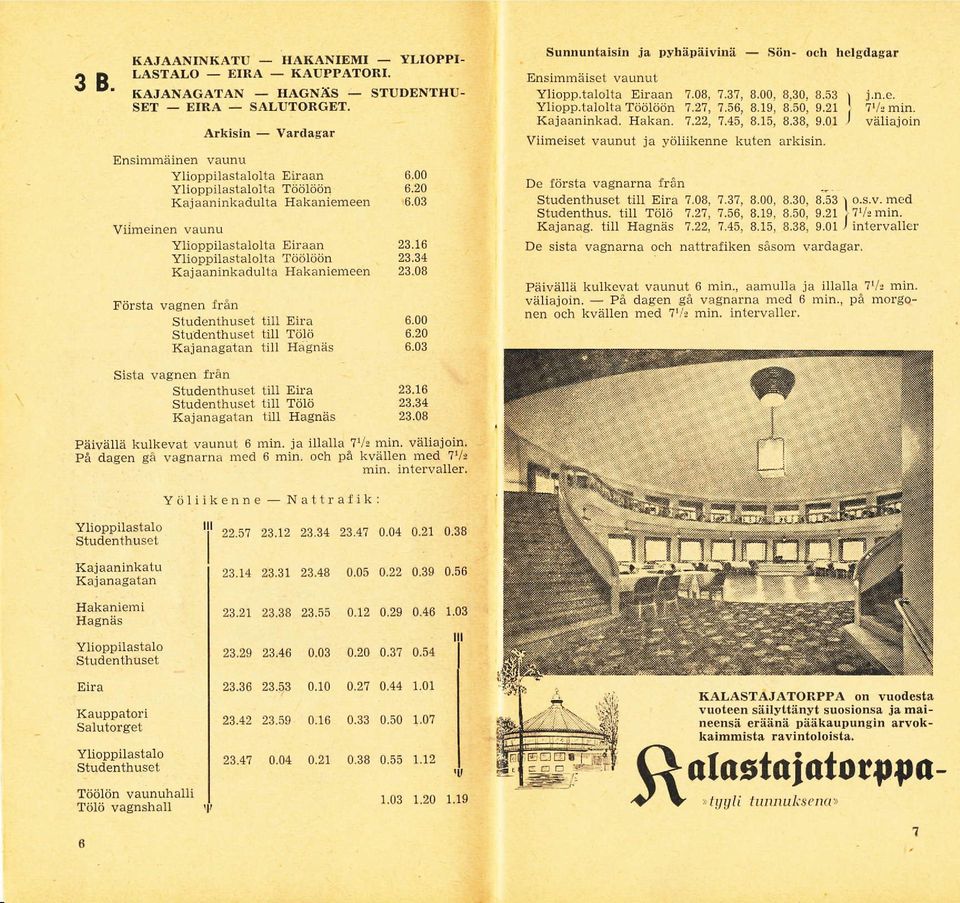 3 B.
KAJAANINKATU — HAKANIEMI — YLIOPPI-
LASTALO — EIRA — KAUPPATORI.
KAJANAGATAN — HAGNÄS — STUDENTHU-
SET — EIRA — SALUTORGET.
Arkisin — Vardagar
Ensimmäinen vaunu
Ylioppilastalolta Eiraan 6.00
Ylioppilastalolta Töölöön 6.20
Kajaaninkadulta Hakaniemeen 6.03
Viimeinen vaunu
Ylioppilastalolta Eiraan 23.16
Ylioppilastalolta Töölöön 23.34
Kajaaninkadulta Hakaniemeen 23.08
Första vagnen från
Studenthuset till Eira 6.00
Studenthuset till Tölö 6.20
Kajanagatan till Hagnäs 6.03
Sista vagnen från
Studenthuset till Eira 23.16
Studenthuset till Tölö 23.34
Kajanagatan till Hagnäs 23.08
Päivällä kulkevat vaunut 6 min. ja illalla 7¹/₂ min. väliajoin.
På dagen gå vagnarna med 6 min. och på kvällen med 7¹/₂
min. intervaller.
Yöliikenne — Nattrafik:
Ylioppilastalo
Studenthuset
22.57 23.12 23.34 23.47 0.04 0.21 0.38
Kajaaninkatu
Kajanagatan
23.14 23.31 23.48 0.05 0.22 0.39 0.56
Hakaniemi
Hagnäs
23.21 23.38 23.55 0.12 0.29 0.46 1.03
Ylioppilastalo
Studenthuset
23.29 23.46 0.03 0.20 0.37 0.54
Eira 23.36 23.53 0.10 0.27 0.44 1.01
Kauppatori
Salutorget
23.42 23.59 0.16 0.33 0.50 1.07
Ylioppilastalo
Studenthuset
23.47 0.04 0.21 0.38 0.55 1.12
Töölön vaunuhalli
Tölö vagnshall
1.03 1.20 1.19
6
Sunnuntaisin ja pyhäpäivinä — Sön- och helgdagar
Ensimmäiset vaunut
Yliopp.talolta Eiraan 7.08, 7.37, 8.00, 8,30, 8.53 j.n.e.
Yliopp.talolta Töölöön 7.27, 7.56, 8.19, 8.50, 9.21 7¹/₂ min.
Kajaaninkad. Hakan. 7.22, 7.45, 8.15, 8.38, 9.01 väliajoin
Viimeiset vaunut ja yöliikenne kuten arkisin.
De första vagnarna från
Studenthuset till Eira 7.08, 7.37, 8.00, 8.30, 8.53 o.s.v. med
Studenthus. till Tölö 7.27, 7.56, 8.19, 8.50, 9.21 7¹/₂ min.
Kajanag. till Hagnäs 7.22, 7.45, 8.15, 8.38, 9.01 intervaller
De sista vagnarna och nattrafiken såsom vardagar.
Päivällä kulkevat vaunut 6 min., aamulla ja illalla 7¹/₂ min.
väliajoin. — På dagen gå vagnarna med 6 min., på morgo-
nen och kvällen med 7¹/₂ min. intervaller.
KALASTAJATORPPA on vuodesta
vuoteen säilyttänyt suosionsa ja mai-
neensä eräänä pääkaupungin arvok-
kaimmista ravintoloista.
Kalastajatorppa-
»tyyli tunnuksena»
7